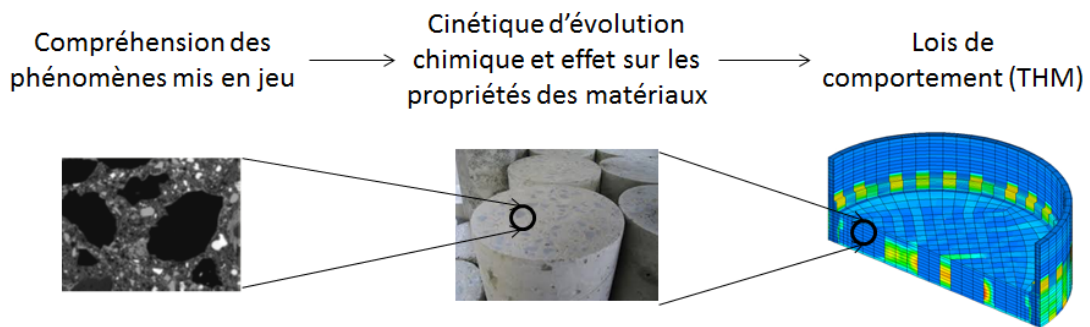 Compréhension des
phénomènes mis en jeu
Cinétique d'évolution
chimique et effet sur les
propriétés des matériaux
Lois de
comportement (THM)